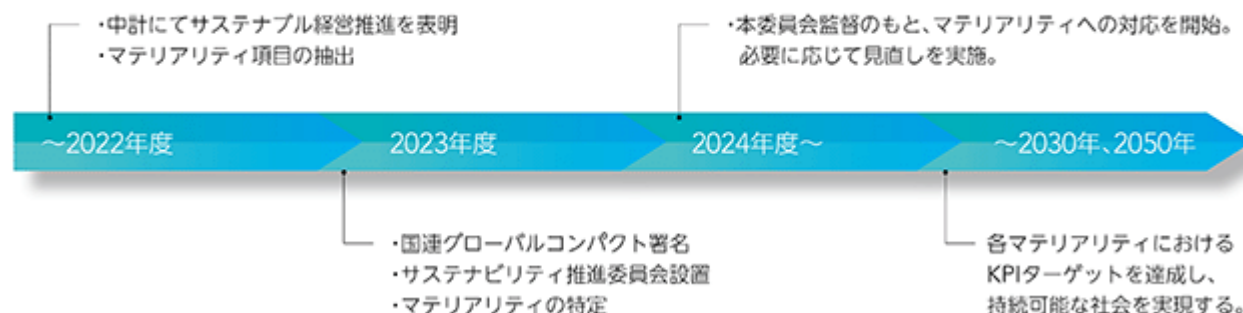 ・中計にてサステナブル経営推進を表明
・マテリアリティ項目の抽出
・本委員会監督のもと、マテリアリティへの対応を開始。
必要に応じて見直しを実施。
～2022年度
2023年度
2024年度～
～2030年、2050年
・国連グローバルコンパクト署名
・サステナビリティ推進委員会設置
・マテリアリティの特定
各マテリアリティにおける
KPIターゲットを達成し、
持続可能な社会を実現する。